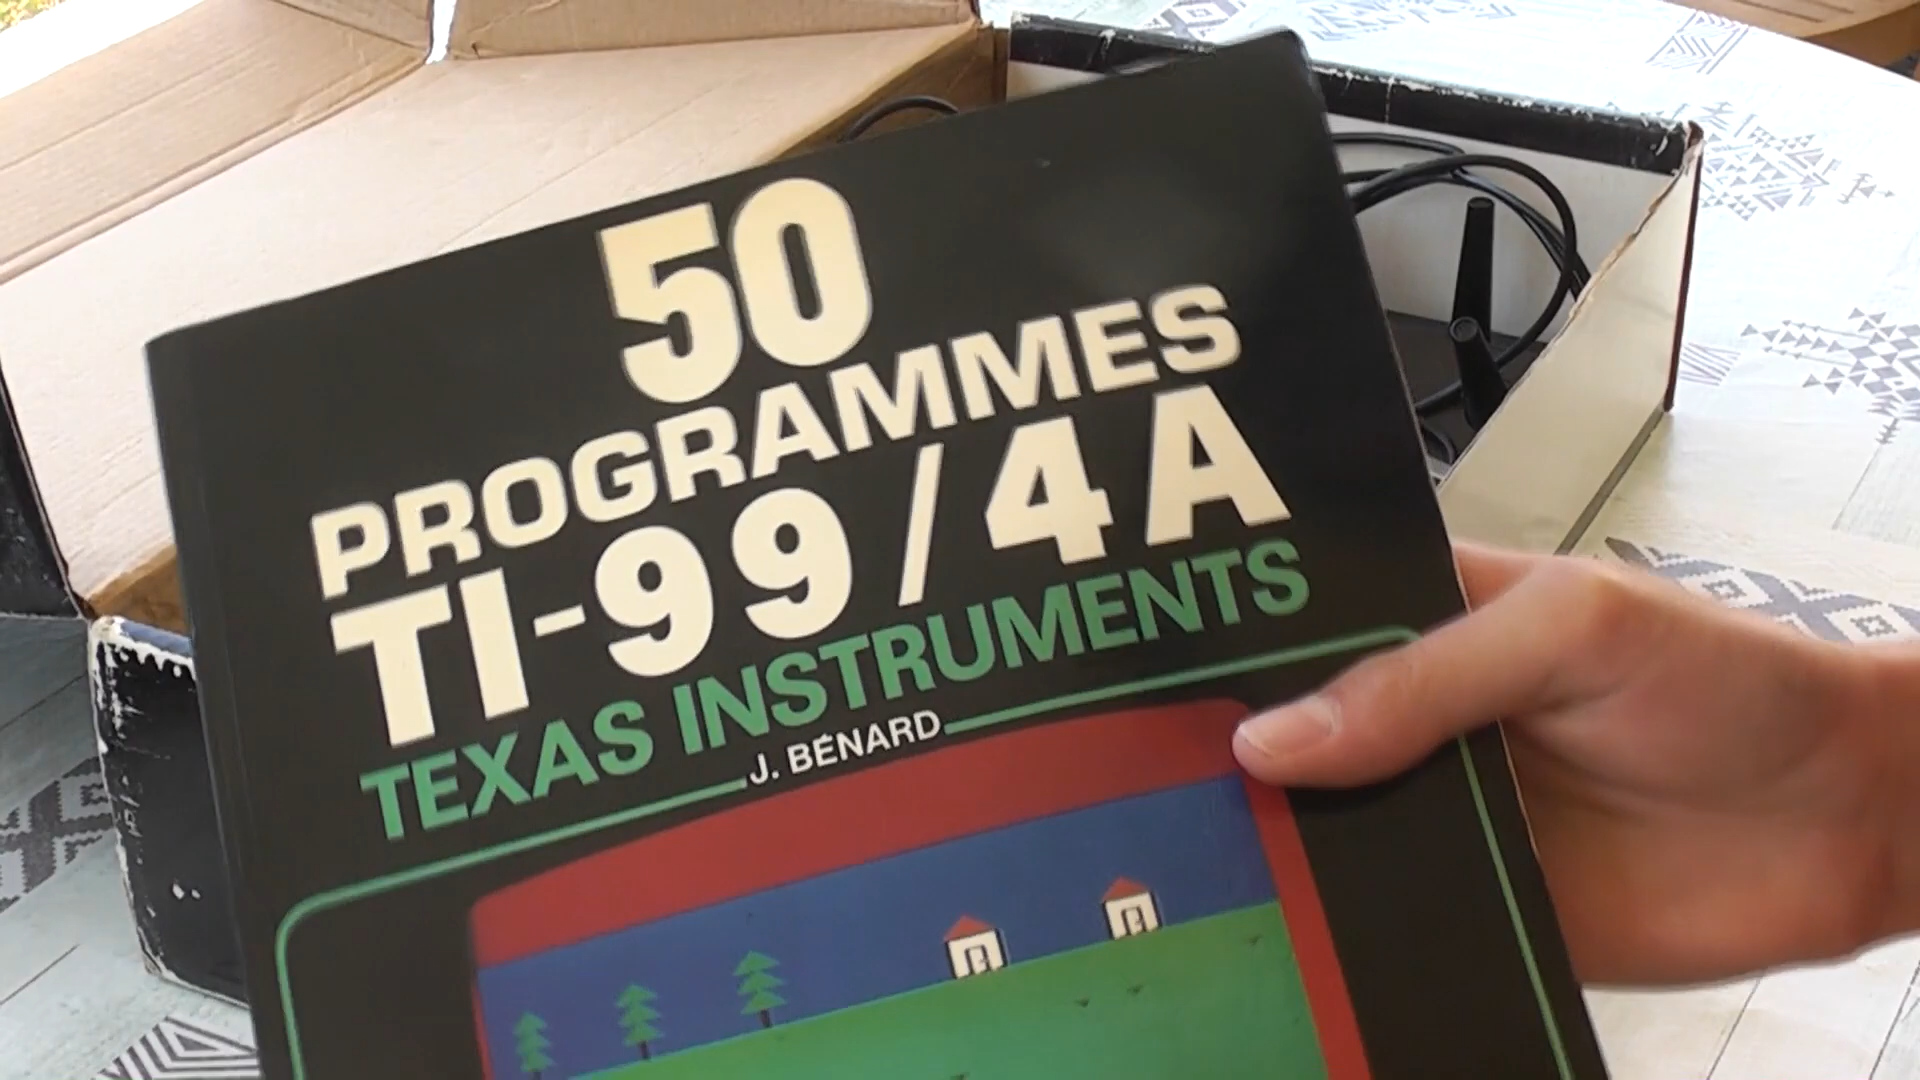 50
PROGRAMMES
TI-99/4A
TEXAS INSTRUMENTS
J. BÉNARD